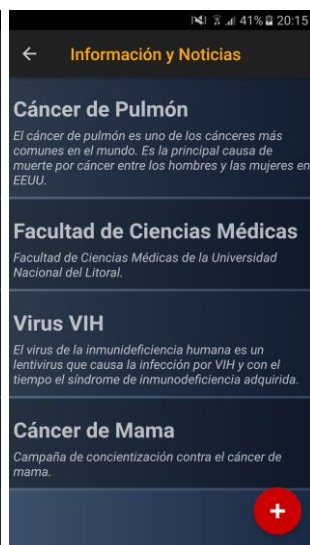 41% 20:15
Información y Noticias
Cáncer de Pulmón
El cáncer de pulmón es uno de los cánceres más
comunes en el mundo. Es la principal causa de
muerte por cáncer entre los hombres y las mujeres en
EEUU.
Facultad de Ciencias Médicas
Facultad de Ciencias Médicas de la Universidad
Nacional del Litoral.
Virus VIH
El virus de la inmunideficiencia humana es un
lentivirus que causa la infección por VIH y con el
tiempo el síndrome de inmunodeficiencia adquirida.
Cáncer de Mama
Campaña de concientización contra el cáncer de
mama.
+